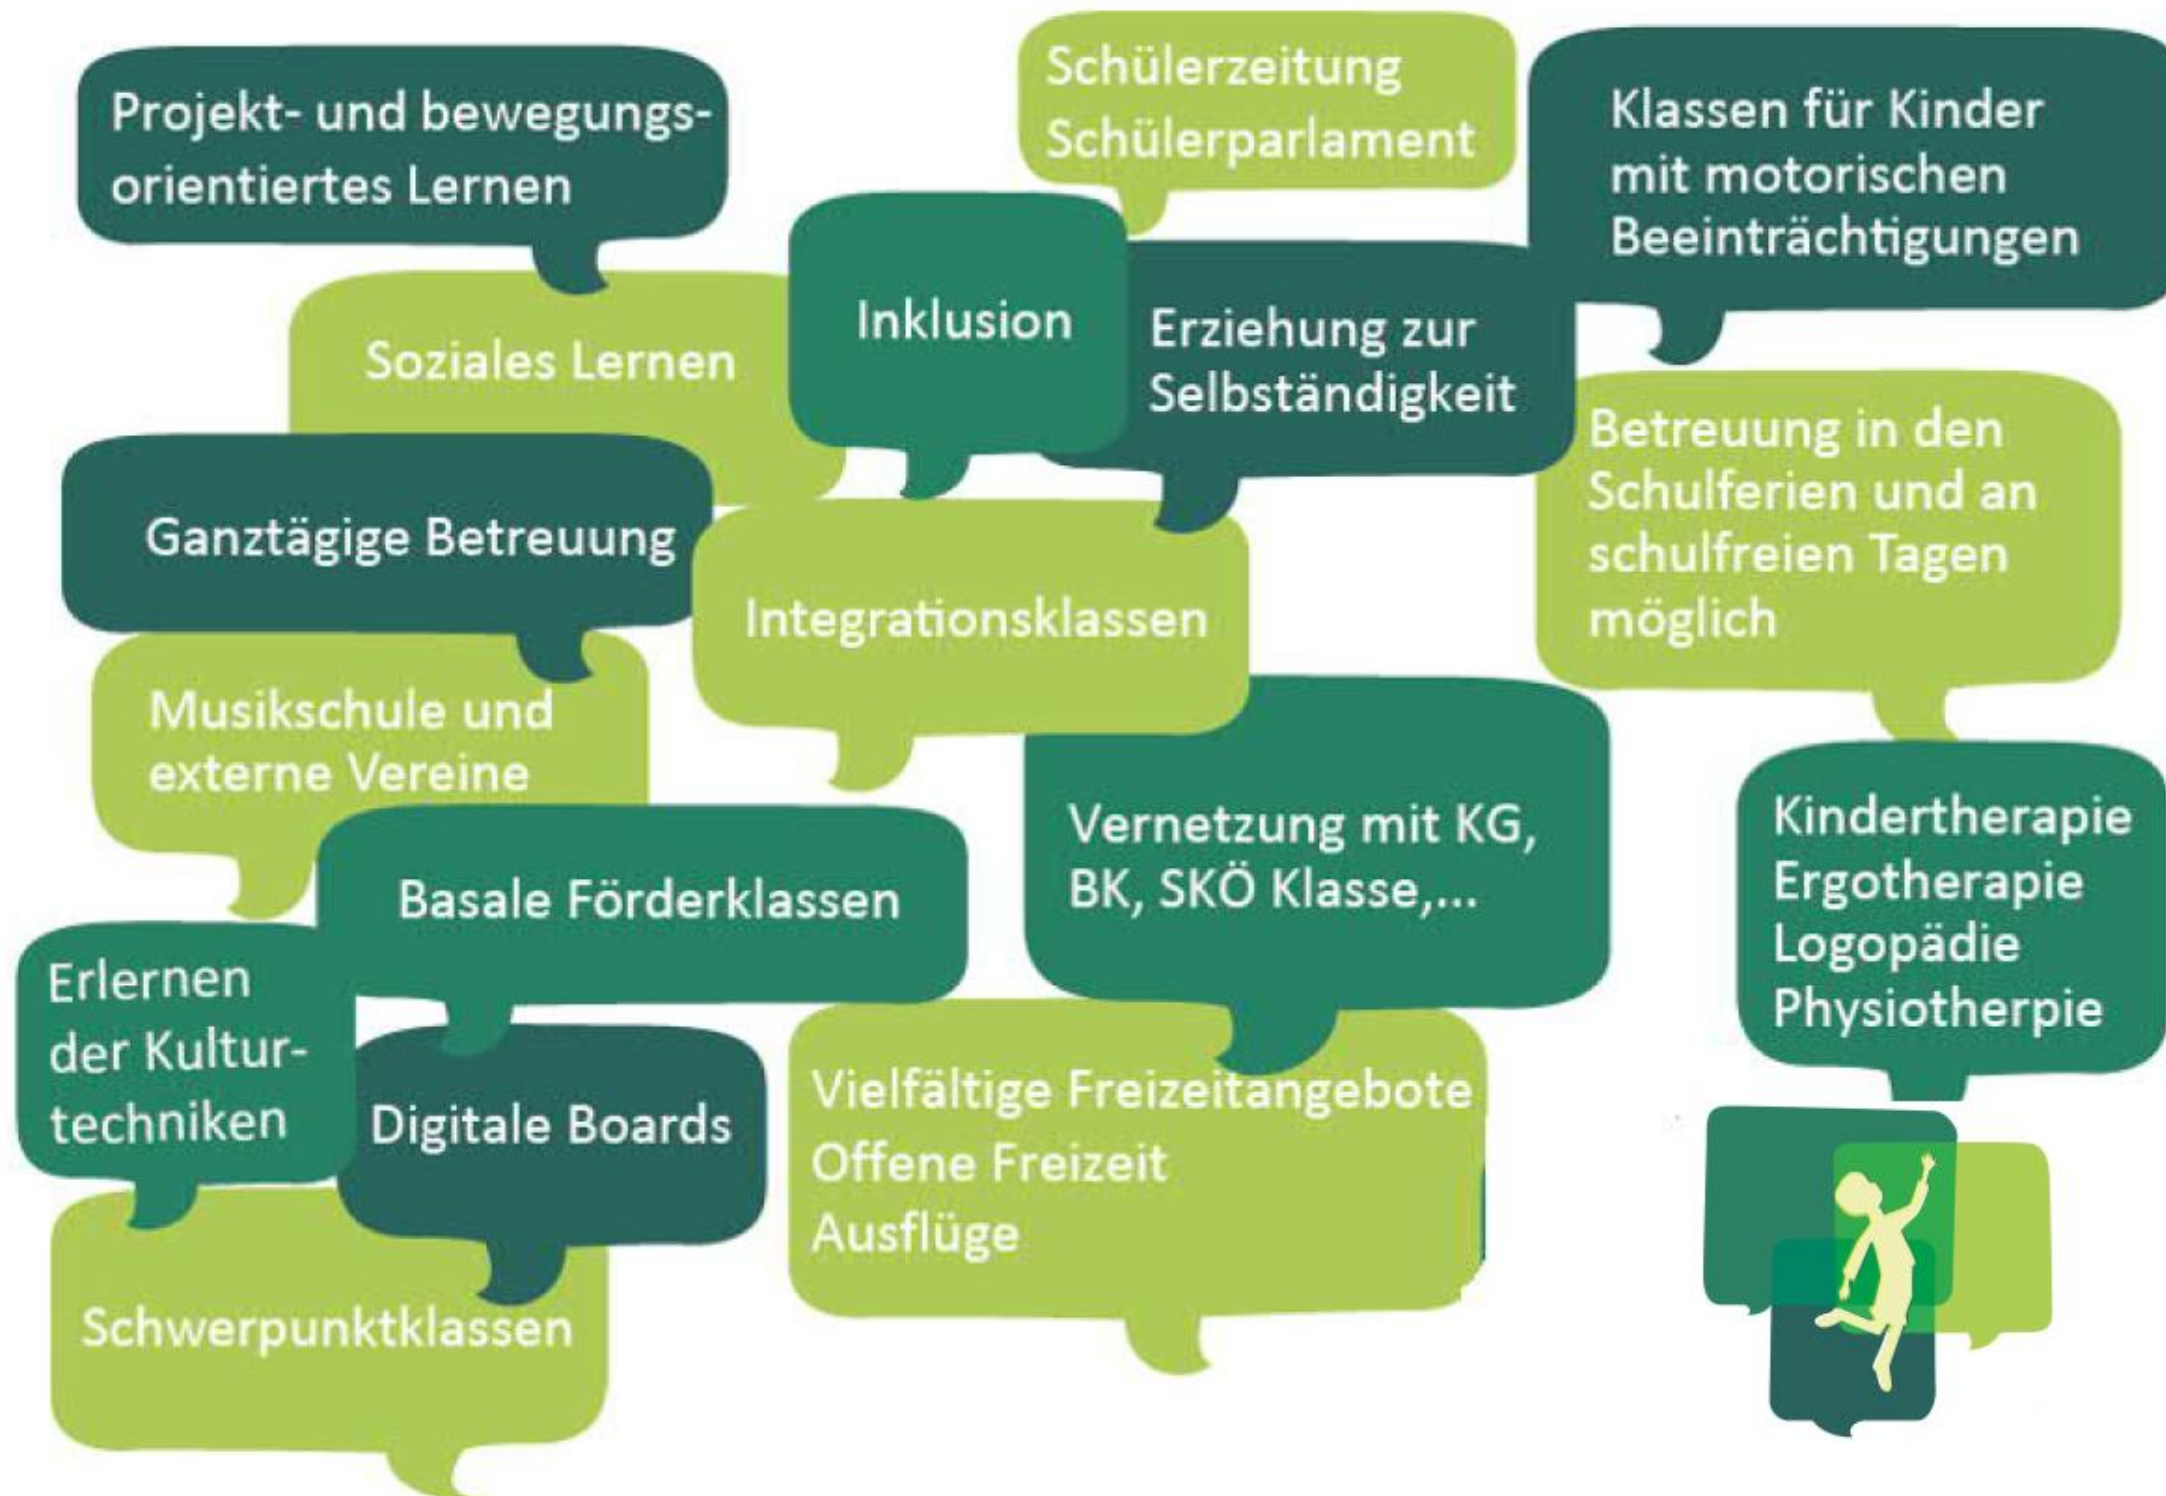 Projekt- und bewegungs-
orientiertes Lernen
Schülerzeitung
Schülerparlament
Klassen für Kinder
mit motorischen
Beeinträchtigungen
Soziales Lernen
Inklusion
Erziehung zur
Selbständigkeit
Betreuung in den
Schulferien und an
schulfreien Tagen
möglich
Ganztägige Betreuung
Integrationsklassen
Musikschule und
externe Vereine
Vernetzung mit KG,
BK, SKÖ Klasse,...
Kindertherapie
Ergotherapie
Logopädie
Physiotherpie
Basale Förderklassen
Erlernen
der Kultur-
techniken
Digitale Boards
Vielfältige Freizeitangebote
Offene Freizeit
Ausflüge
Schwerpunktklassen